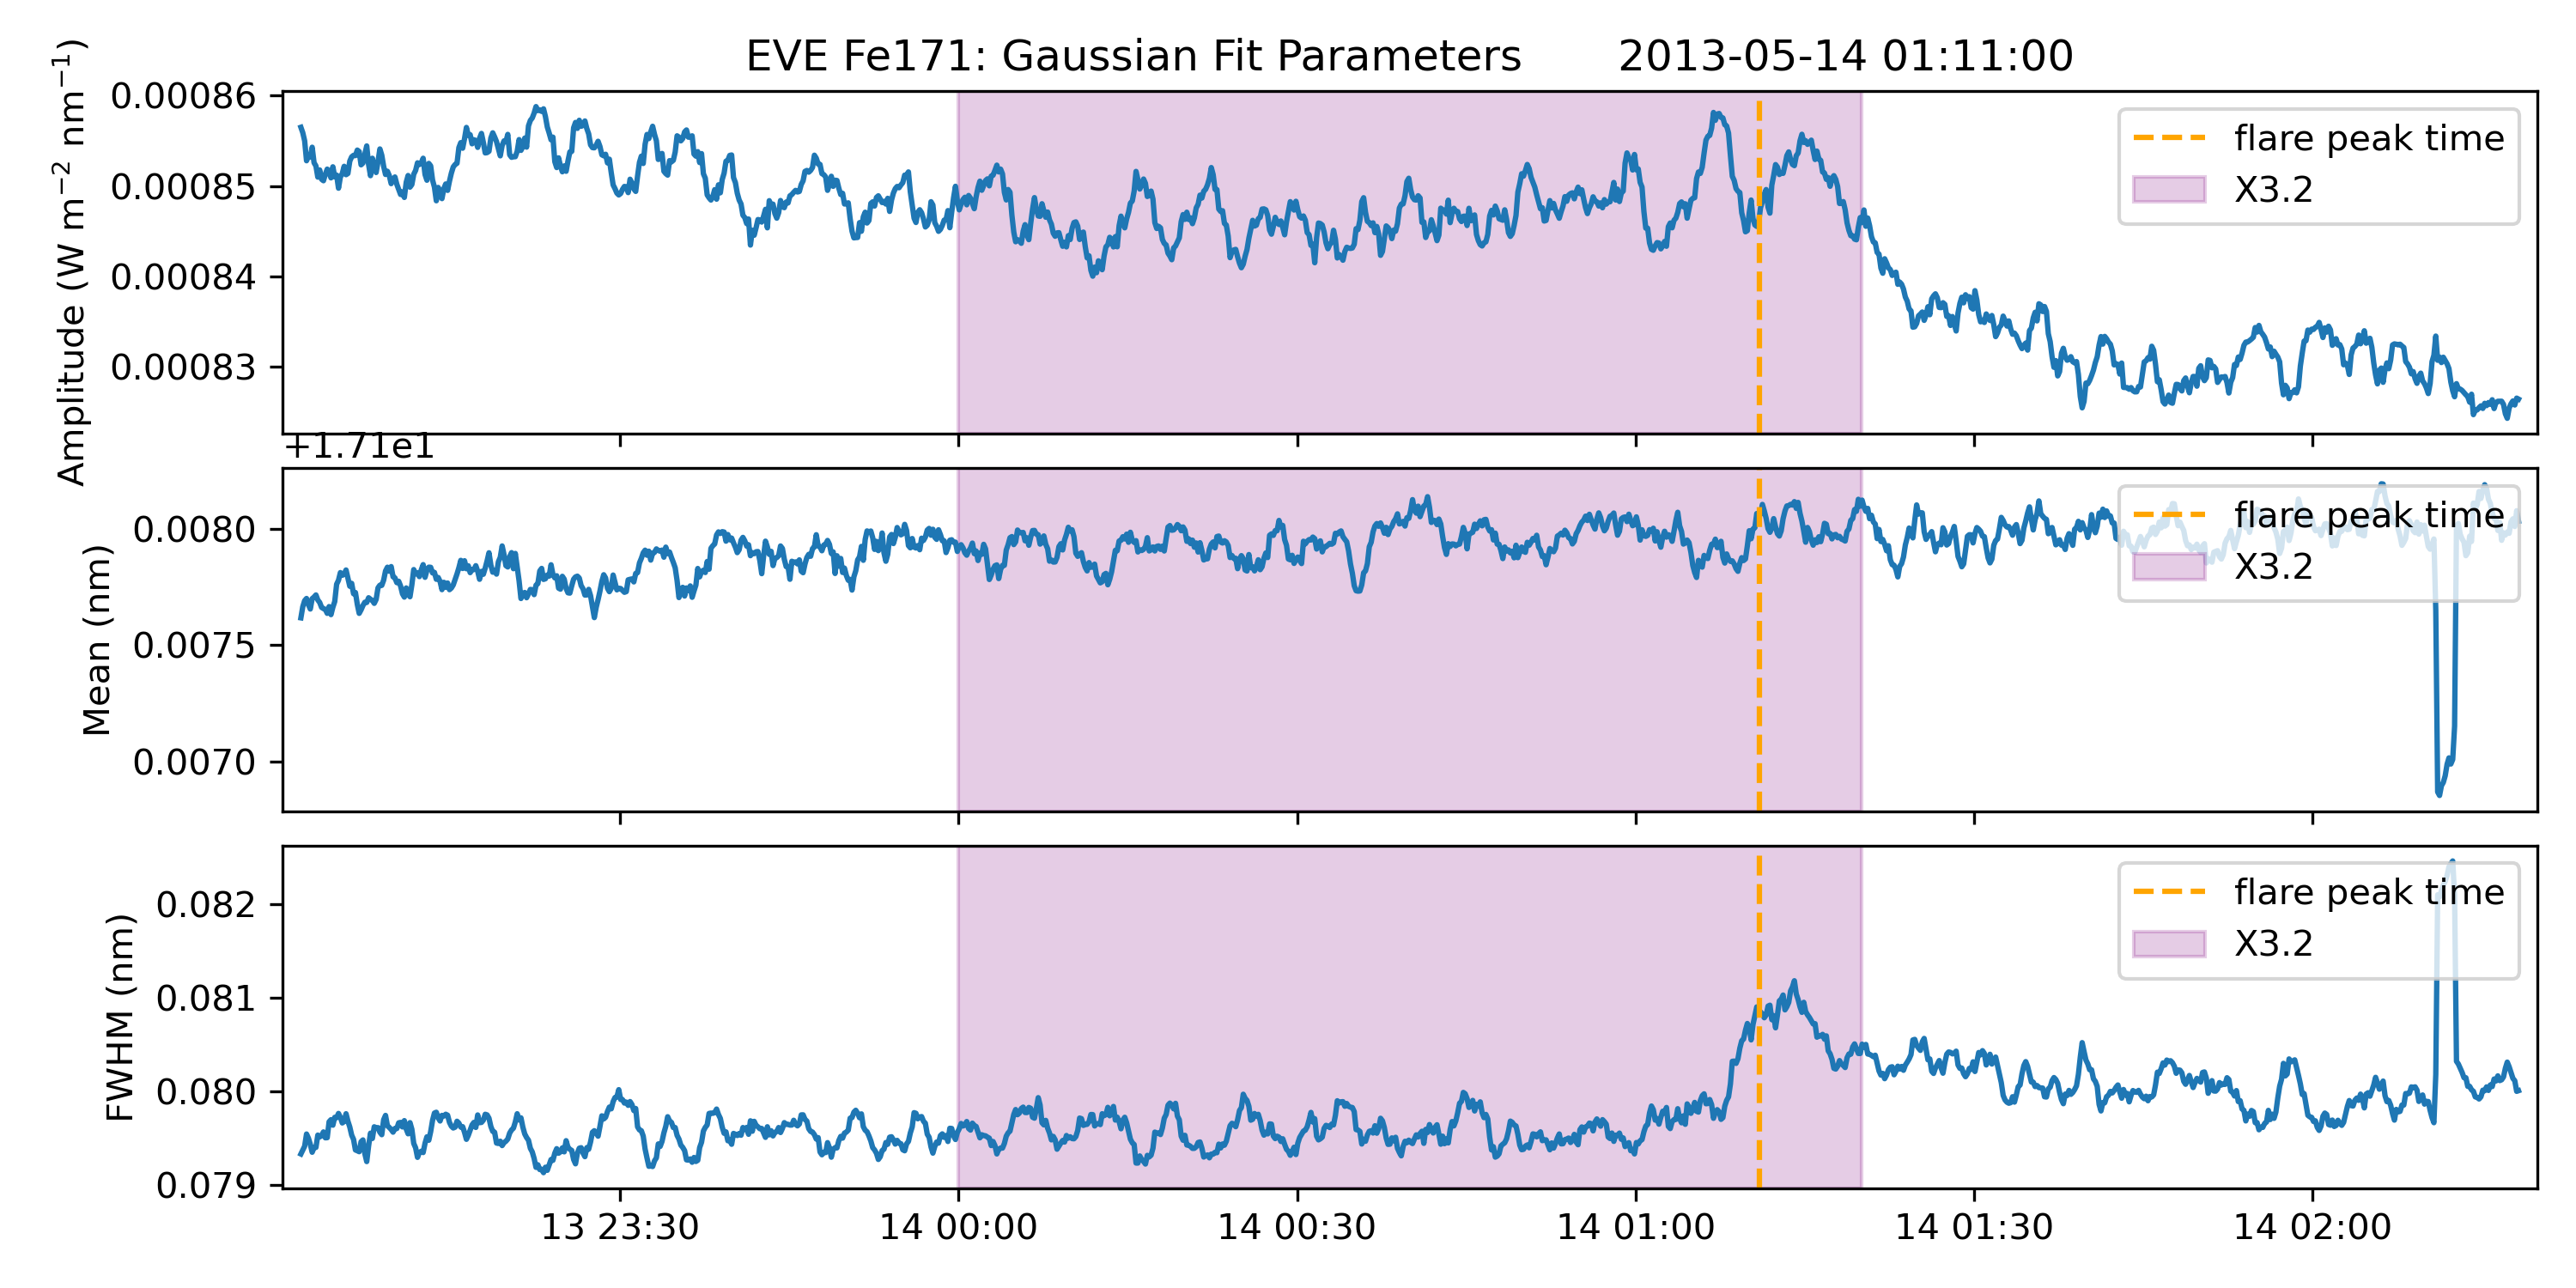 EVE Fe171: Gaussian Fit Parameters 2013-05-14 01:11:00
Amplitude (W m⁻² nm⁻¹)
0.00086
0.00085
0.00084
0.00083
flare peak time
X3.2
+1.71e1
Mean (nm)
0.0080
0.0075
0.0070
flare peak time
X3.2
FWHM (nm)
0.082
0.081
0.080
0.079
flare peak time
X3.2
13 23:30 14 00:00 14 00:30 14 01:00 14 01:30 14 02:00